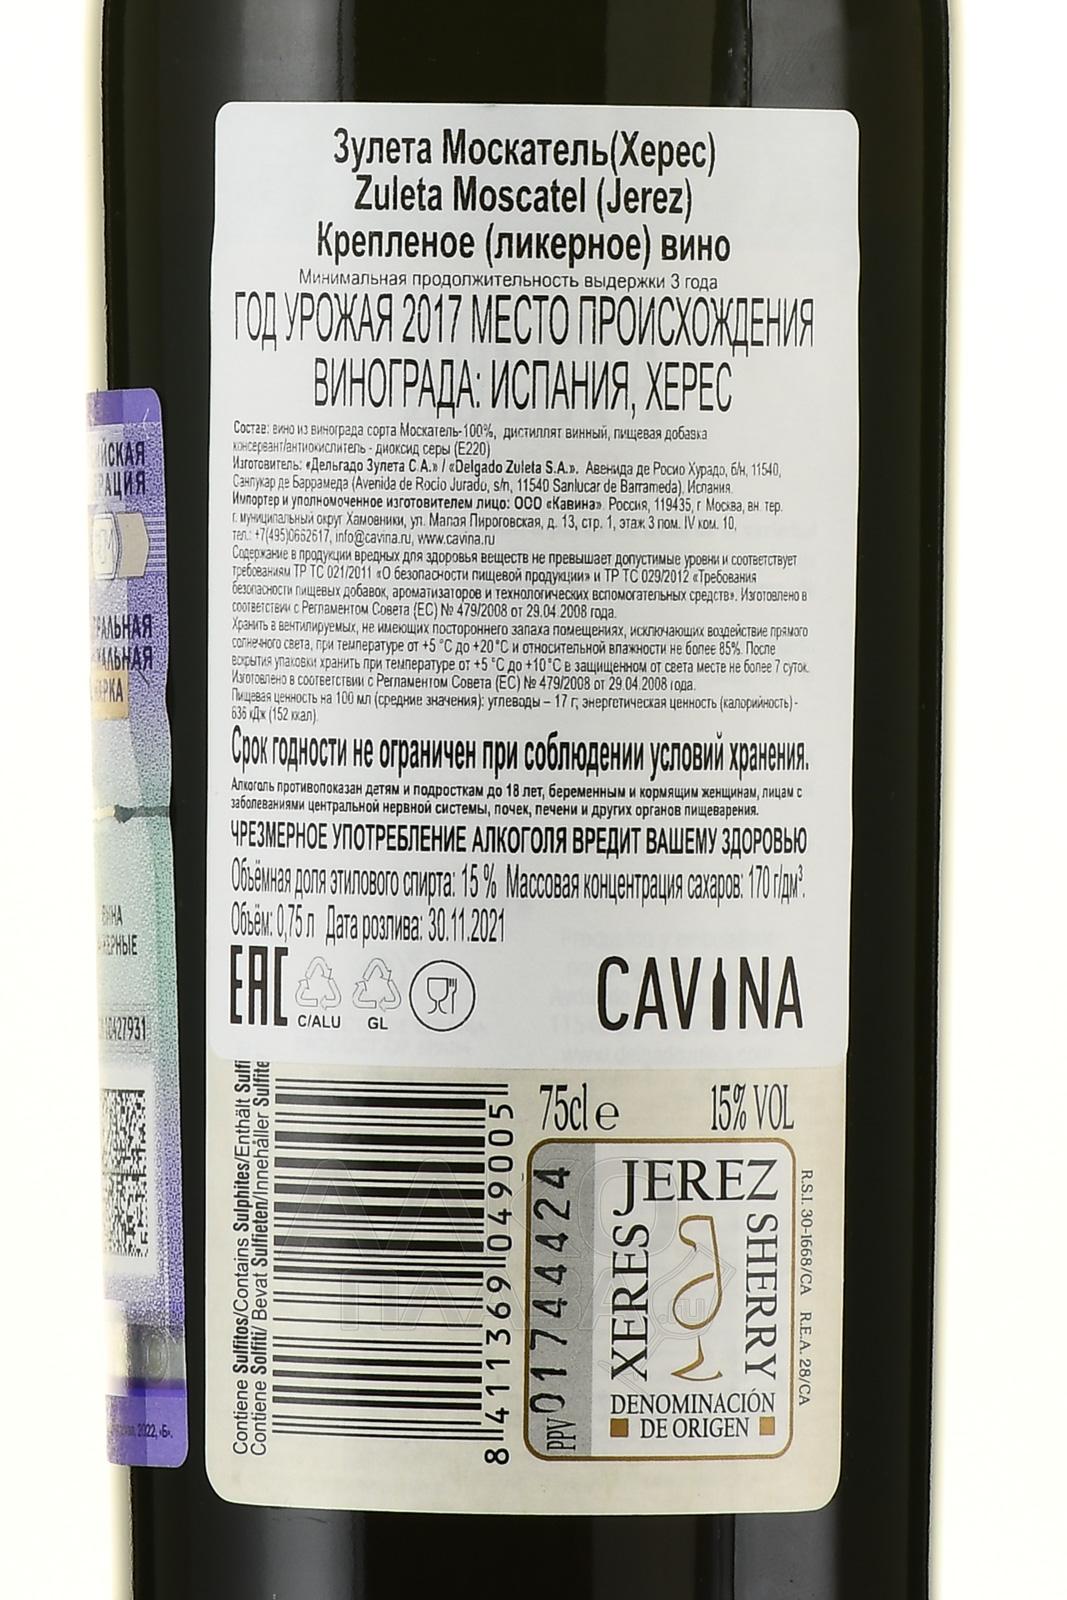 Зулета Москатель(Херес)
Zuleta Moscatel (Jerez)
Крепленое (ликерное) вино
Минимальная продолжительность выдержки 3 года
ГОД УРОЖАЯ 2017 МЕСТО ПРОИСХОЖДЕНИЯ
ВИНОГРАДА: ИСПАНИЯ, ХЕРЕС
Состав: вино из винограда сорта Москатель-100%, дистиллят винный, пищевая добавка
консервант/антиокислитель - диоксид серы (Е220)
Изготовитель: «Дельгадо Зулета С.А.» / «Delgado Zuleta S.A.». Авенида де Росио Хурадо, б/н, 11540,
Санлукар де Баррамеда (Avenida de Rocio Jurado, s/n, 11540 Sanlucar de Barrameda), Испания.
Импортер и уполномоченное изготовителем лицо: ООО «Кавина». Россия, 119435, г. Москва, вн. тер.
г. муниципальный округ Хамовники, ул. Малая Пироговская, д. 13, стр. 1, этаж 3 пом. IV ком. 10,
тел.: +7(495)0662617, info@cavina.ru, www.cavina.ru
Содержание в продукции вредных для здоровья веществ не превышает допустимые уровни и соответствует
требованиям ТР ТС 021/2011 «О безопасности пищевой продукции» и ТР ТС 029/2012 «Требования
безопасности пищевых добавок, ароматизаторов и технологических вспомогательных средств». Изготовлено в
соответствии с Регламентом Совета (ЕС) № 479/2008 от 29.04.2008 года.
Хранить в вентилируемых, не имеющих постороннего запаха помещениях, исключающих воздействие прямого
солнечного света, при температуре от +5 °С до +20°С и относительной влажности не более 85%. После
вскрытия упаковки хранить при температуре от +5 °С до +10°С в защищенном от света месте не более 7 суток.
Изготовлено в соответствии с Регламентом Совета (ЕС) № 479/2008 от 29.04.2008 года.
Пищевая ценность на 100 мл (средние значения): углеводы – 17 г; энергетическая ценность (калорийность) -
636 кДж (152 ккал).
Срок годности не ограничен при соблюдении условий хранения.
Алкоголь противопоказан детям и подросткам до 18 лет, беременным и кормящим женщинам, лицам с
заболеваниями центральной нервной системы, почек, печени и других органов пищеварения.
ЧРЕЗМЕРНОЕ УПОТРЕБЛЕНИЕ АЛКОГОЛЯ ВРЕДИТ ВАШЕМУ ЗДОРОВЬЮ
Объёмная доля этилового спирта: 15 % Массовая концентрация сахаров: 170 г/дм³.
Объём: 0,75 л Дата розлива: 30.11.2021
ЕАС
C/ALU
GL
CAVINA
Contiene Sulfitos/Contains Sulphites/Enthält Sulfi
Contiene Solfiti/ Bevat Sulfieten/Innehåller Sulfite
8 411369 049005
75cl e
15% VOL
PPV 01744424
JEREZ
XERES
SHERRY
DENOMINACIÓN
DE ORIGEN
R.S.I. 30-1668/CA R.E.A. 28/CA